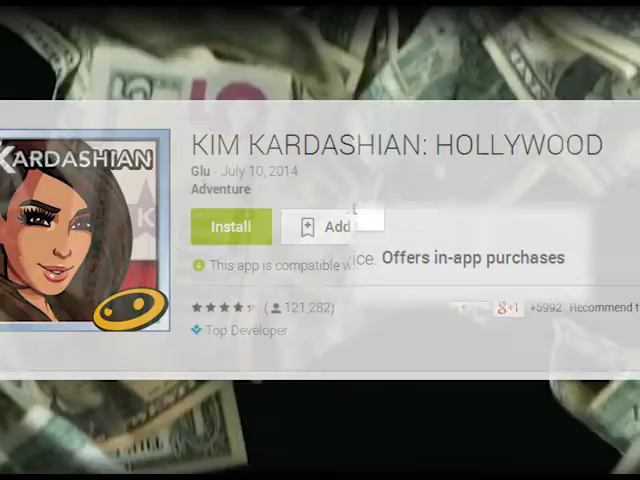 KARDASHIAN
KIM KARDASHIAN: HOLLYWOOD
Glu - July 10, 2014
Adventure
Install
Add
This app is compatible w
ice. Offers in-app purchases
(121,282)
g+1 +5992 Recommend t
Top Developer